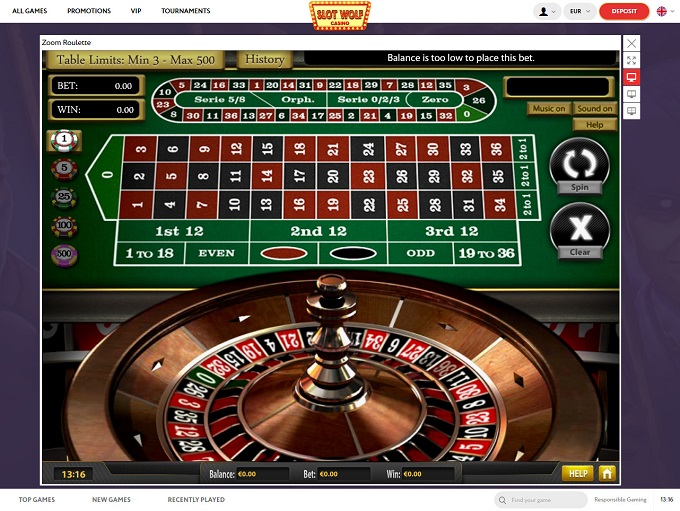 ALL GAMES PROMOTIONS VIP TOURNAMENTS
SLOT WOLF
CASINO
EUR DEPOSIT
Zoom Roulette
Table Limits: Min 3 - Max 500 History Balance is too low to place this bet.
BET: 0.00
WIN: 0.00
5 24 16 33 1 20 14 31 9 22 18 29 7 28 12 35 3
10 26
23 0
Serie 5/8 Orph. Serie 0/2/3 Zero
8 30 11 36 13 27 6 34 17 25 2 21 4 19 15 32
Music on Sound on
Help
1
5
25
100
500
0
3 6 9 12 15 18 21 24 27 30 33 36 2 to 1
2 5 8 11 14 17 20 23 26 29 32 35 2 to 1
1 4 7 10 13 16 19 22 25 28 31 34 2 to 1
1st 12 2nd 12 3rd 12
1 TO 18 EVEN ODD 19 TO 36
Spin
Clear
13:16 Balance: €0.00 Bet: €0.00 Win: €0.00 HELP
TOP GAMES NEW GAMES RECENTLY PLAYED Find your game Responsible Gaming 13:16